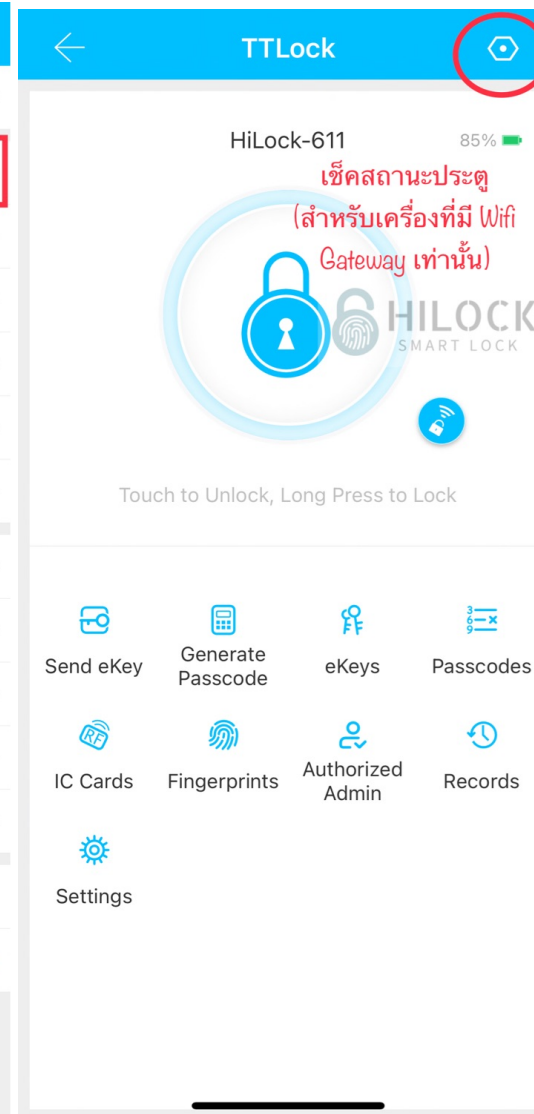 TTLock
HiLock-611
85%
เช็คสถานะประตู
(สำหรับเครื่องที่มี Wifi
Gateway เท่านั้น)
HILOCK
SMART LOCK
Touch to Unlock, Long Press to Lock
Send eKey
Generate
Passcode
eKeys
Passcodes
IC Cards
Fingerprints
Authorized
Admin
Records
Settings